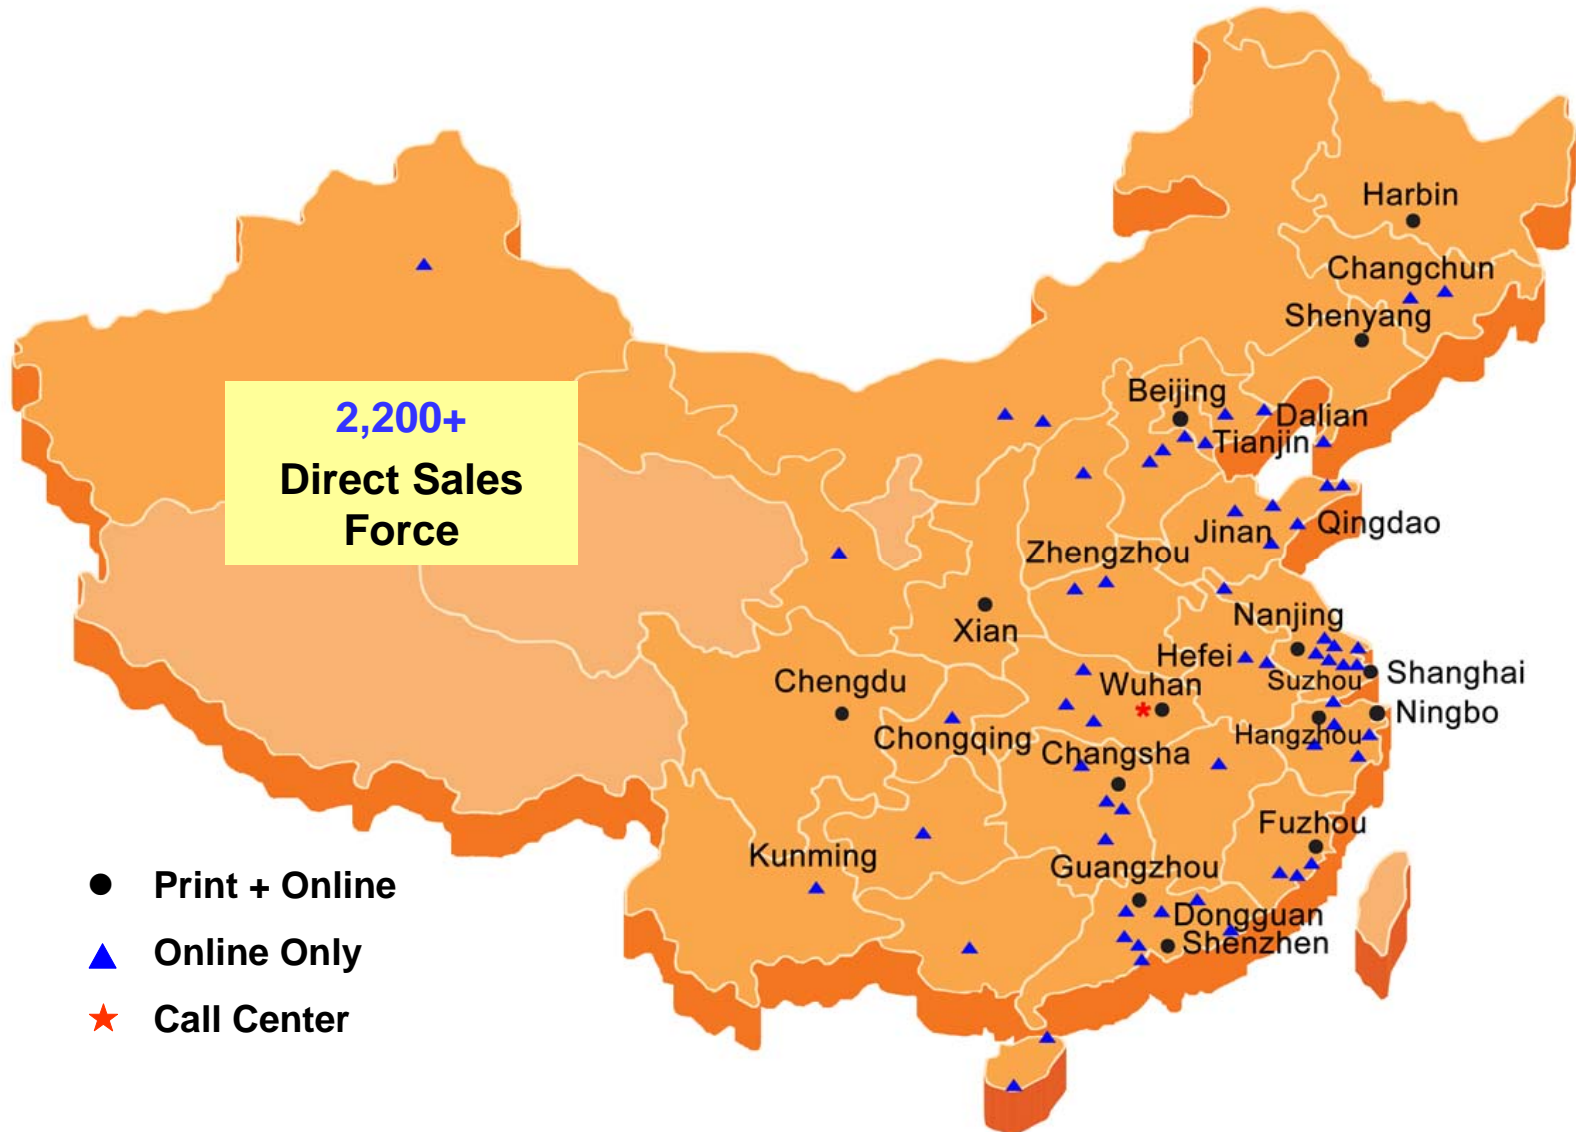 Harbin
Changchun
Shenyang
Beijing
Dalian
2,200+
Tianjin
Direct Sales
Force
Jinan
Qingdao
Zhengzhou
Nanjing
Xian
Hefei
Shanghai
Chengdu
Wuhan
Suzhou
Ningbo
Chongqing
Hangzhou
Changsha
Fuzhou
Kunming
Guangzhou
Print + Online
Dongguan
Shenzhen
Online Only
Call Center